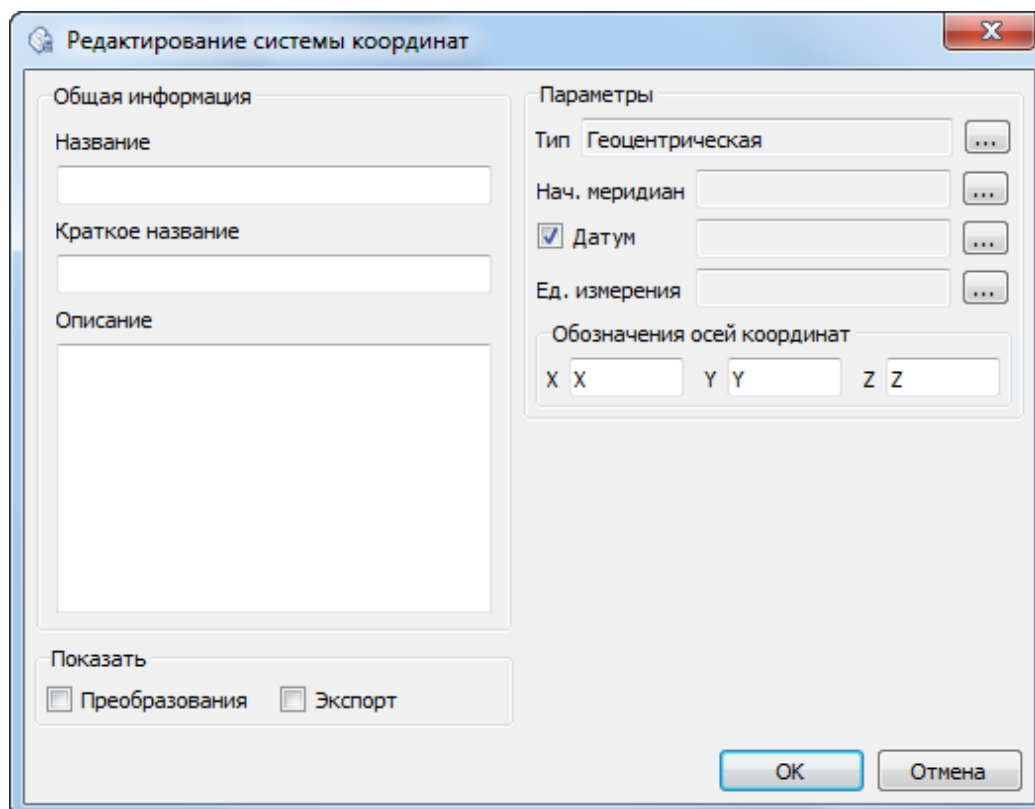 Редактирование системы координат
Общая информация
Название
Краткое название
Описание
Показать
Преобразования Экспорт
Параметры
Тип Геоцентрическая ...
Нач. меридиан ...
Датум ...
Ед. измерения ...
Обозначения осей координат
X X Y Y Z Z
OK Отмена